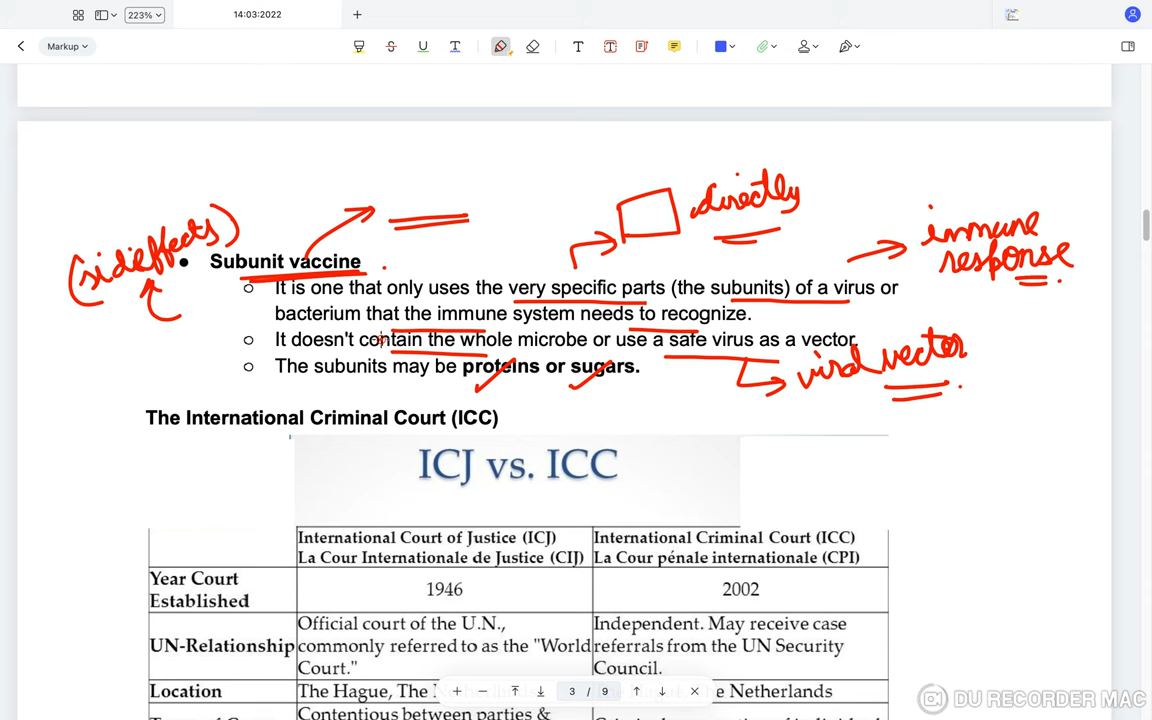 223%
14:03:2022
Markup
directly
immune
response
(sideffects)
● Subunit vaccine
○ It is one that only uses the very specific parts (the subunits) of a virus or
bacterium that the immune system needs to recognize.
○ It doesn't contain the whole microbe or use a safe virus as a vector.
viral vector
○ The subunits may be proteins or sugars.
The International Criminal Court (ICC)
ICJ vs. ICC
International Court of Justice (ICJ) International Criminal Court (ICC)
La Cour Internationale de Justice (CIJ) La Cour pénale internationale (CPI)
Year Court
Established
1946 2002
UN-Relationship
Official court of the U.N.,
commonly referred to as the "World
Court."
Independent. May receive case
referrals from the UN Security
Council.
Location The Hague, The Netherlands
Netherlands
3 / 9
Contentious between parties &
DU RECORDER MAC